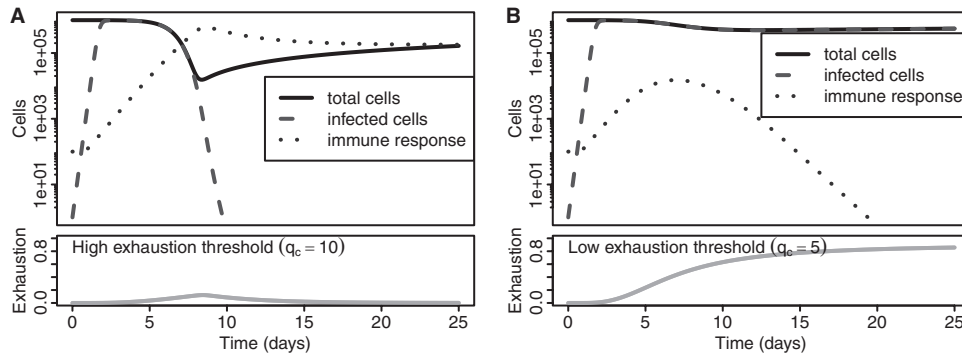 A
Cells
1e+05
1e+03
1e+01
total cells
infected cells
immune response
Exhaustion
0.8
0.0
High exhaustion threshold (qc = 10)
0 5 10 15 20 25
Time (days)
B
Cells
1e+05
1e+03
1e+01
total cells
infected cells
immune response
Exhaustion
0.8
0.0
Low exhaustion threshold (qc = 5)
0 5 10 15 20 25
Time (days)